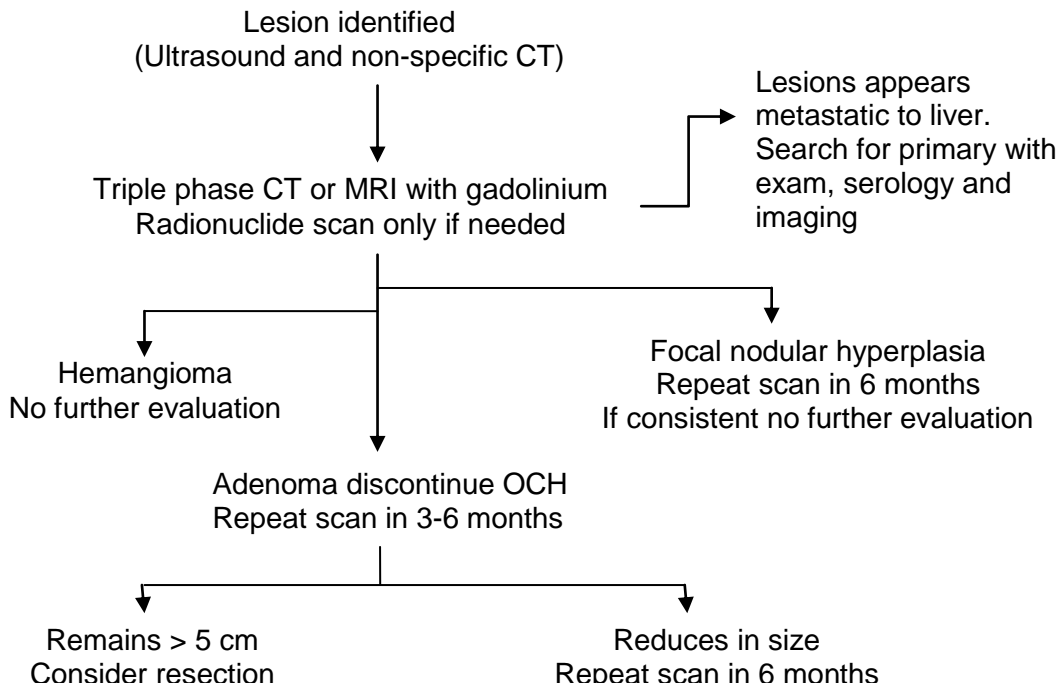 Lesion identified
(Ultrasound and non-specific CT)
Lesions appears
metastatic to liver.
Search for primary with
exam, serology and
imaging
Triple phase CT or MRI with gadolinium
Radionuclide scan only if needed
Hemangioma
No further evaluation
Focal nodular hyperplasia
Repeat scan in 6 months
If consistent no further evaluation
Adenoma discontinue OCH
Repeat scan in 3-6 months
Remains > 5 cm
Consider resection
Reduces in size
Repeat scan in 6 months